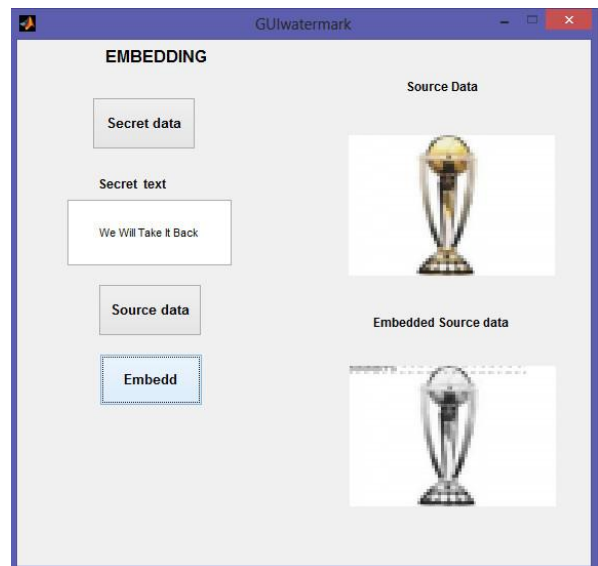 GUIwatermark
EMBEDDING
Secret data
Secret text
We Will Take It Back
Source data
Embedd
Source Data
Embedded Source data